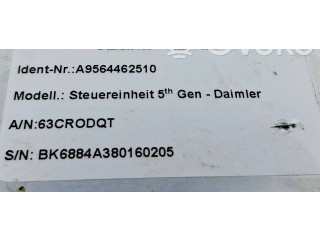 Ident-Nr.:A9564462510
Modell.: Steuereinheit 5th Gen - Daimler
A/N:63CRODQT
S/N: BK6884A380160205